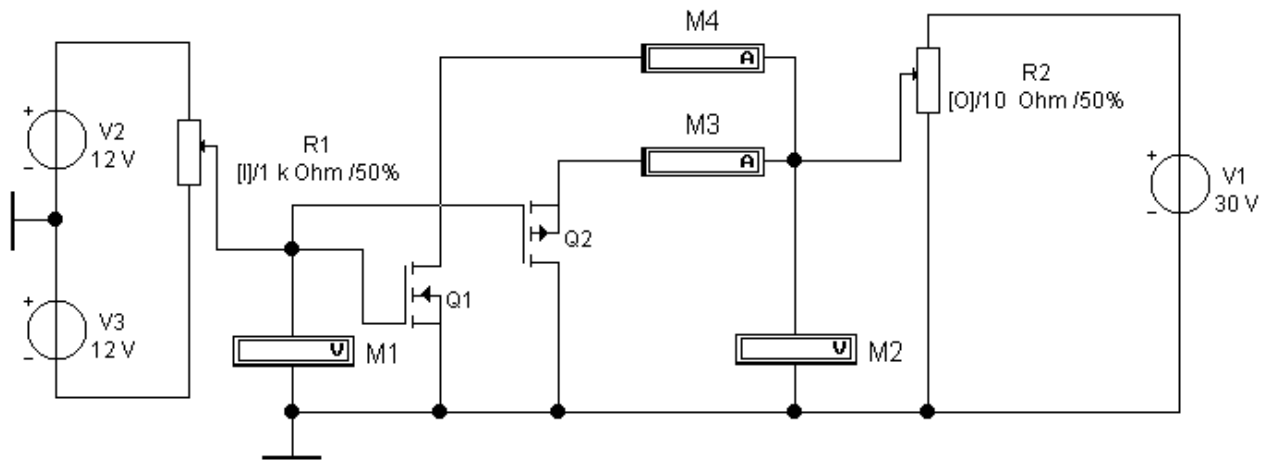 M4
A
R2
[O]/10 Ohm /50%
+
V2
12 V
-
M3
A
R1
[I]/1 k Ohm /50%
+
V1
30 V
-
Q2
Q1
+
V3
12 V
-
V
M1
V
M2